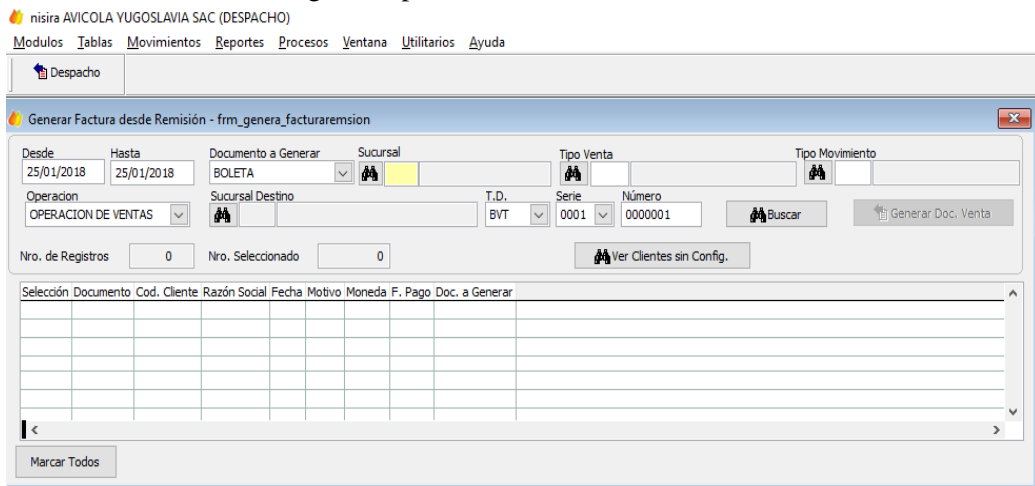 nisira AVICOLA YUGOSLAVIA SAC (DESPACHO)
Modulos Tablas Movimientos Reportes Procesos Ventana Utilitarios Ayuda
Despacho
Generar Factura desde Remisión - frm_genera_facturaremsion
Desde Hasta Documento a Generar Sucursal Tipo Venta Tipo Movimiento
25/01/2018 25/01/2018 BOLETA
Operacion Sucursal Destino T.D. Serie Número
OPERACION DE VENTAS BVT 0001 0000001 Buscar Generar Doc. Venta
Nro. de Registros 0 Nro. Seleccionado 0 Ver Clientes sin Config.
Selección Documento Cod. Cliente Razón Social Fecha Motivo Moneda F. Pago Doc. a Generar
Marcar Todos